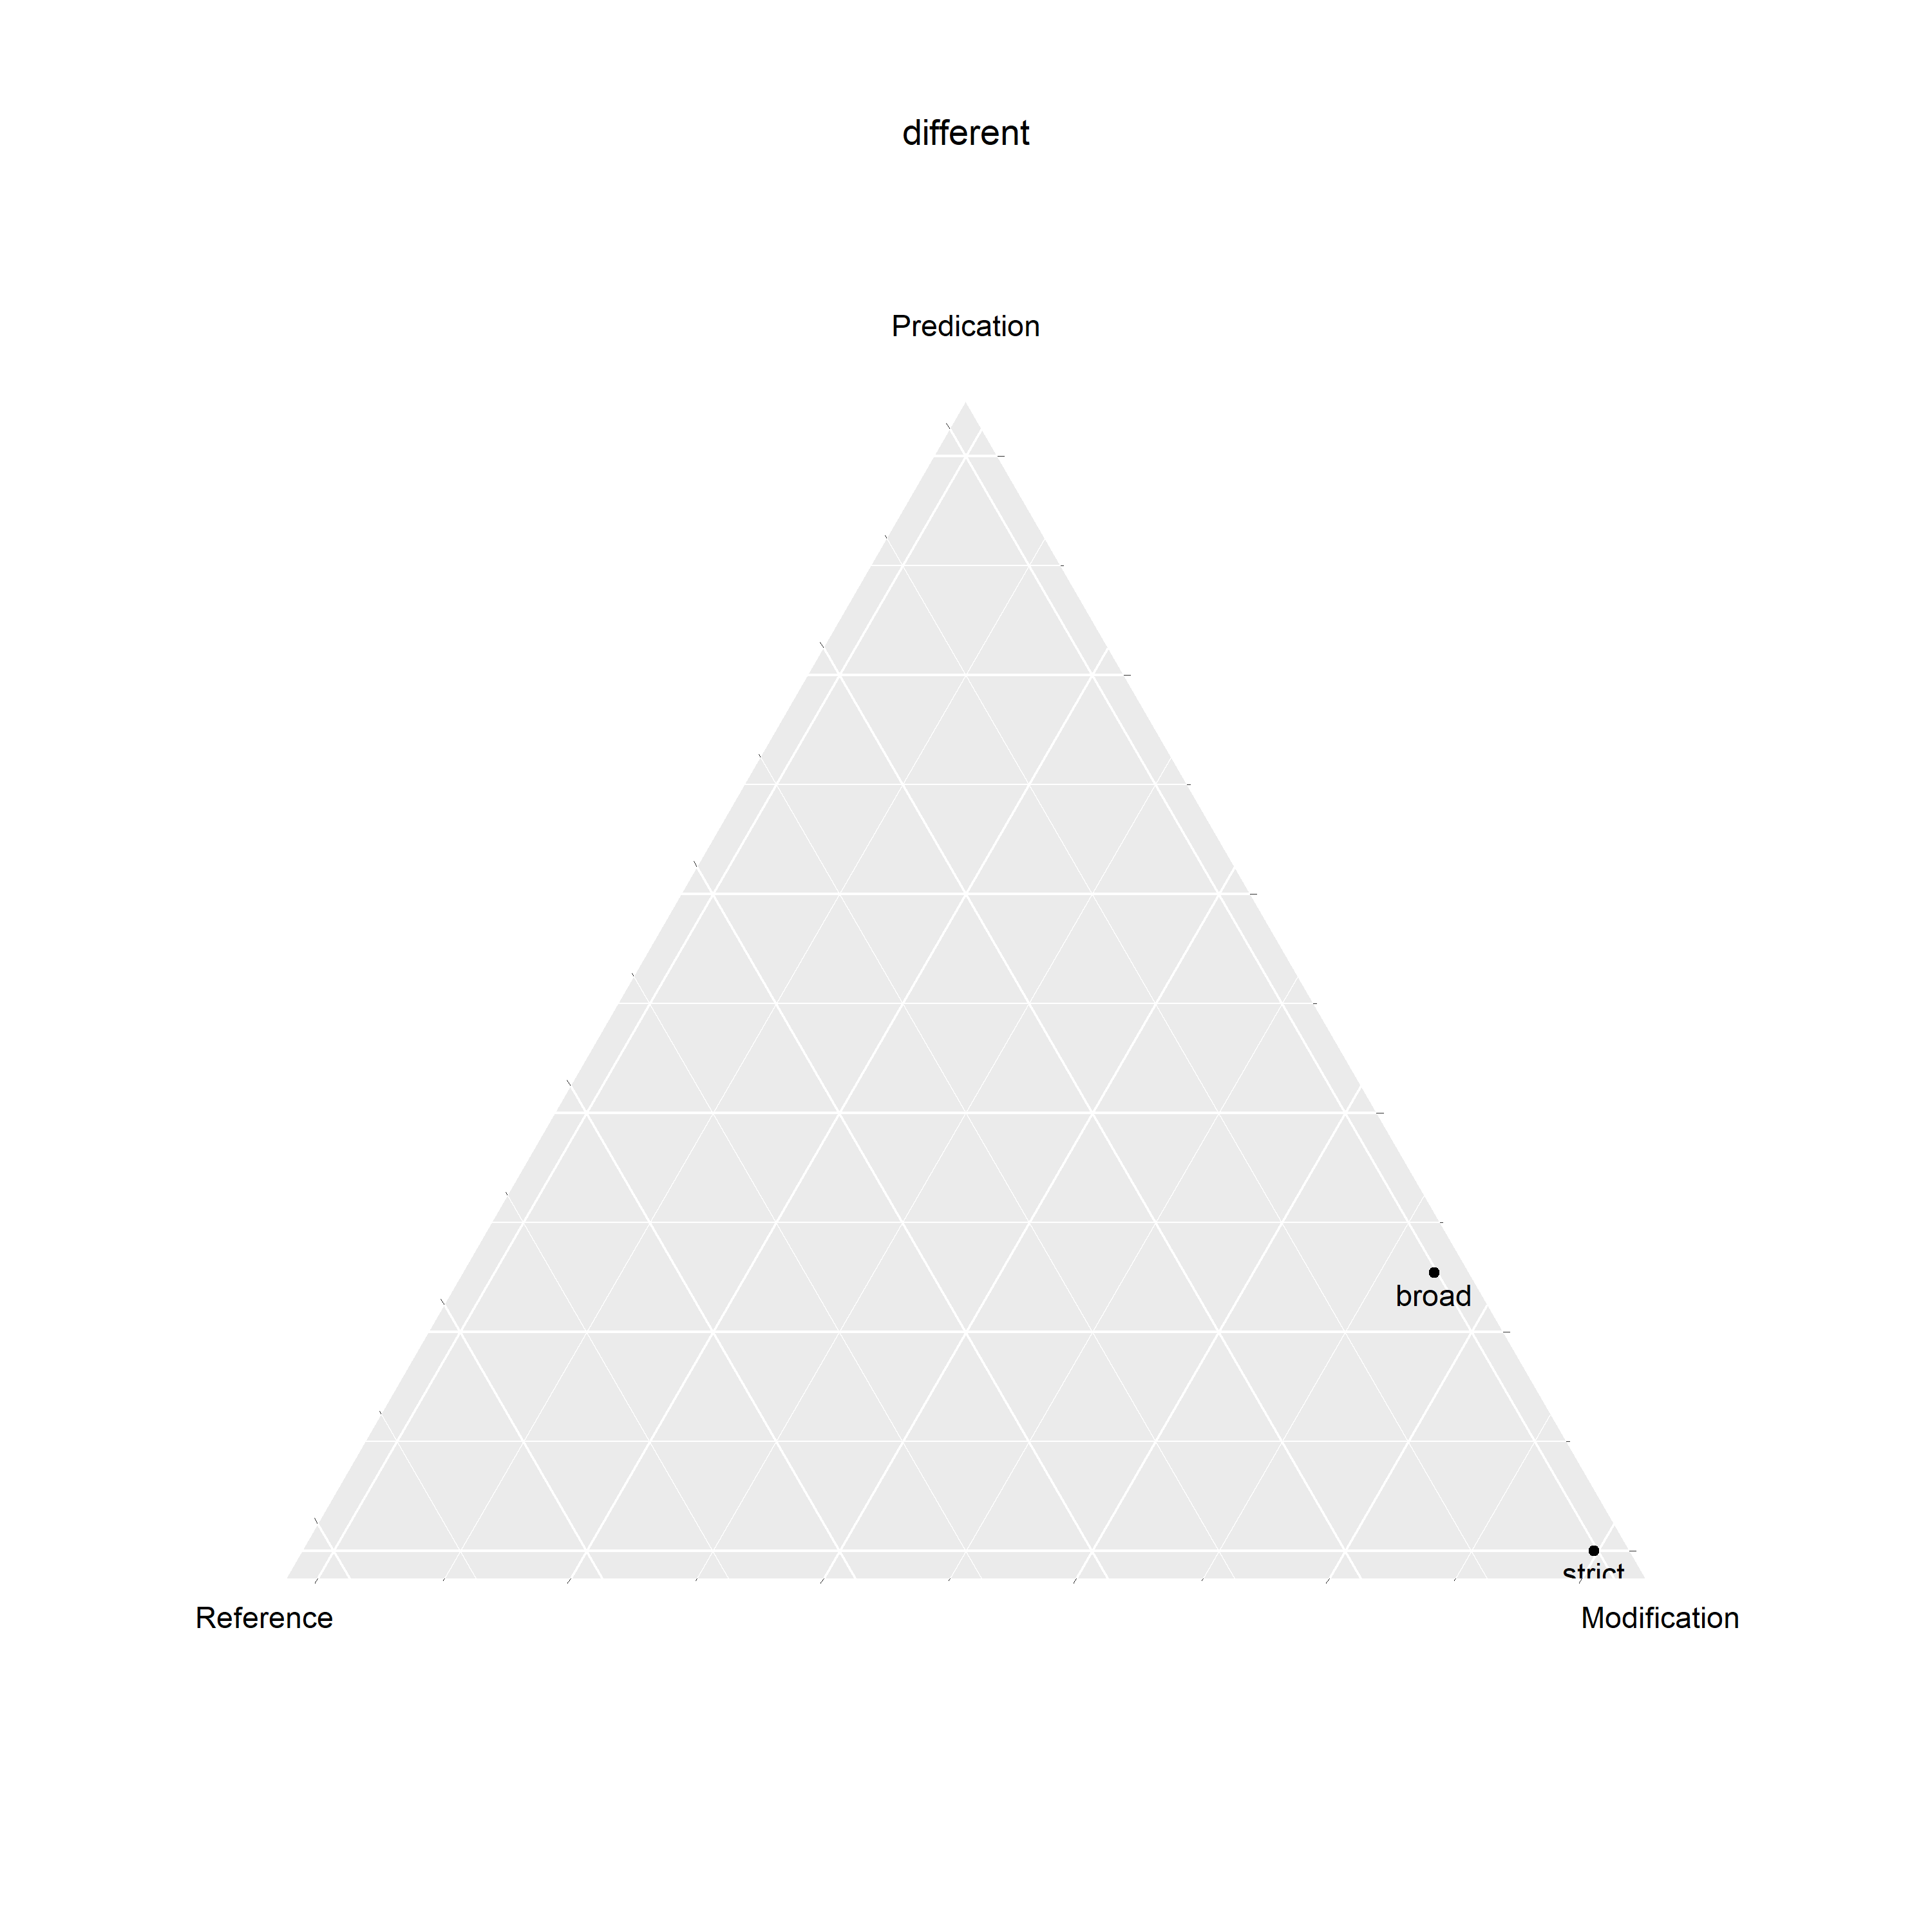 different
Predication
broad
strict
Reference
Modification